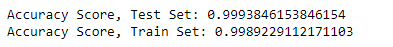 Accuracy Score, Test Set: 0.9993846153846154
Accuracy Score, Train Set: 0.9989229112171103